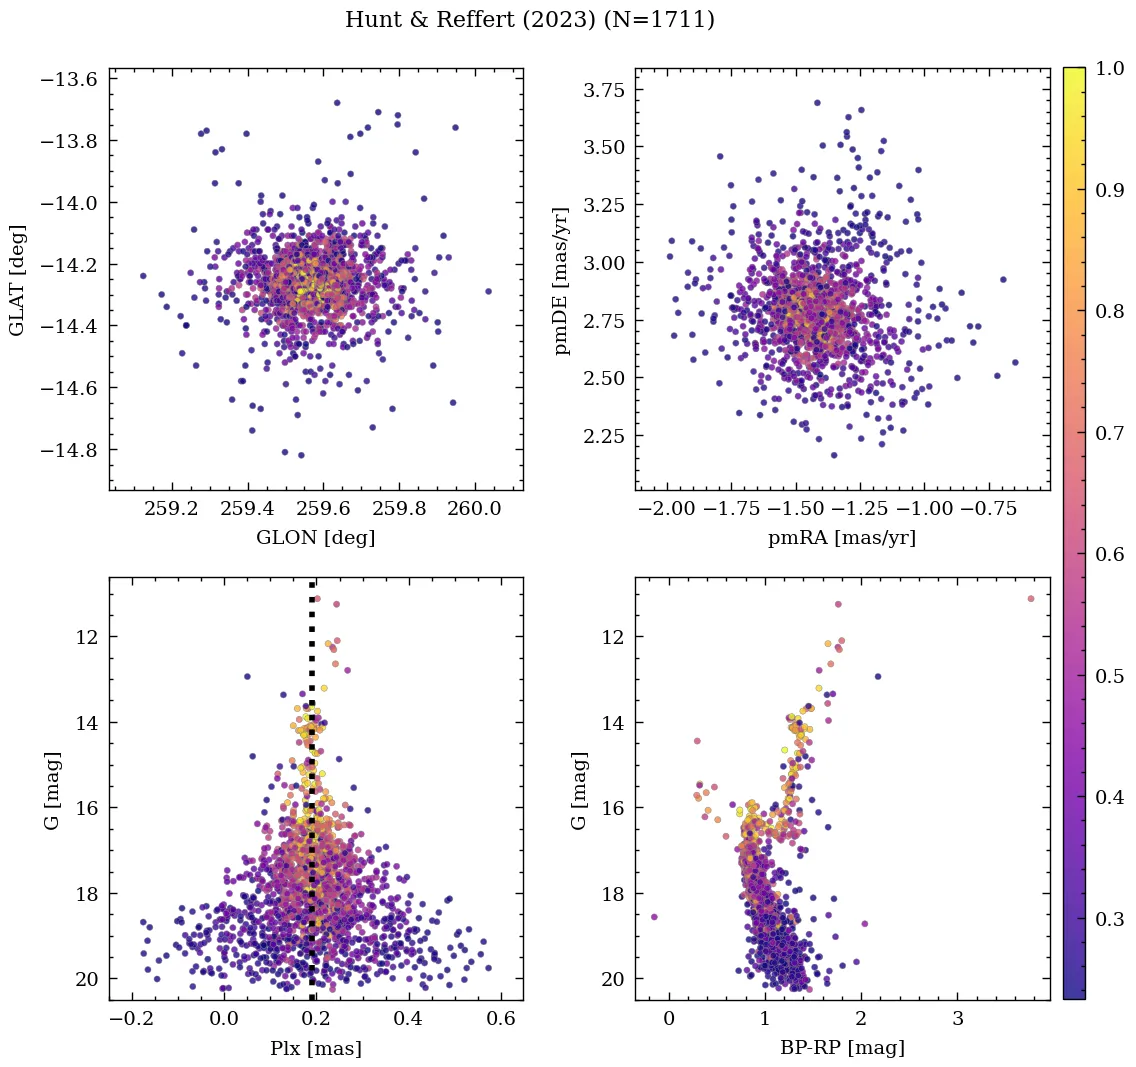 Hunt & Reffert (2023) (N=1711)
−13.6
−13.8
−14.0
−14.2
−14.4
−14.6
−14.8
GLAT [deg]
259.2 259.4 259.6 259.8 260.0
GLON [deg]
3.75
3.50
3.25
3.00
2.75
2.50
2.25
pmDE [mas/yr]
−2.00 −1.75 −1.50 −1.25 −1.00 −0.75
pmRA [mas/yr]
1.0
0.9
0.8
0.7
0.6
0.5
0.4
0.3
12
14
16
18
20
G [mag]
−0.2 0.0 0.2 0.4 0.6
Plx [mas]
12
14
16
18
20
G [mag]
0 1 2 3
BP-RP [mag]